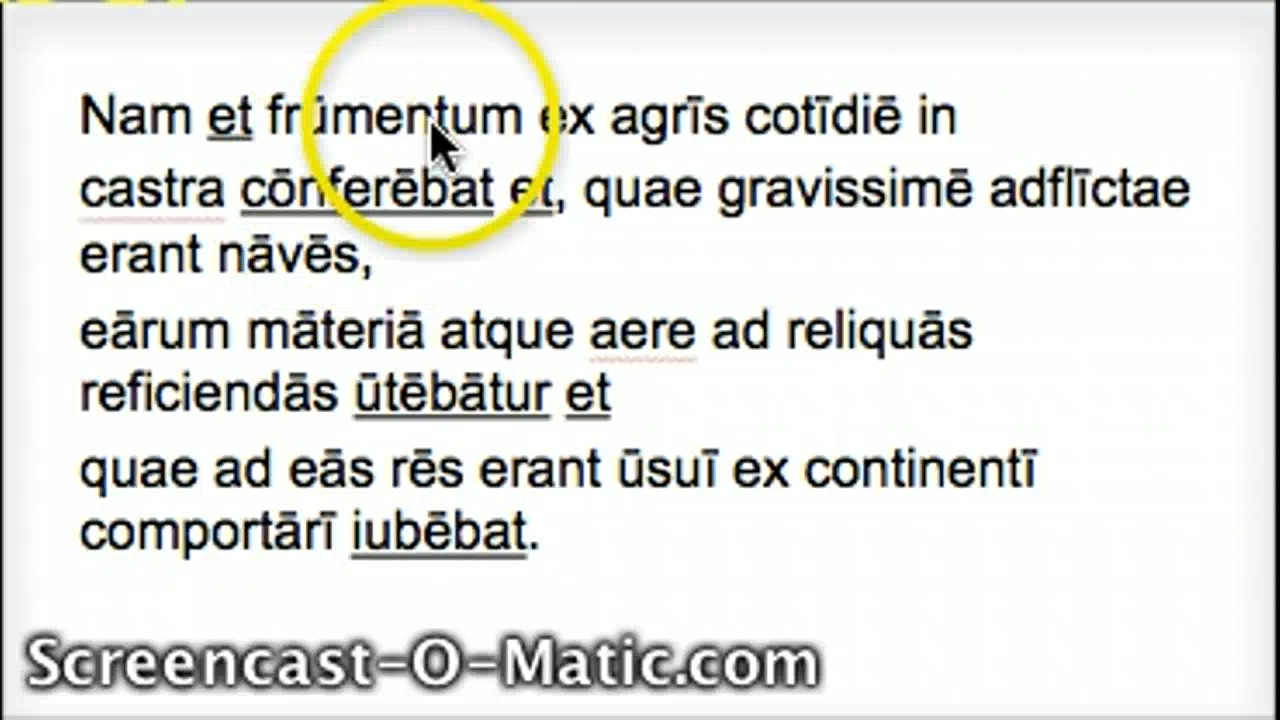 Nam et frūmentum ex agrīs cotīdiē in
castra cōnferēbat et, quae gravissimē adflīctae
erant nāvēs,
eārum māteriā atque aere ad reliquās
reficiendās ūtēbātur et
quae ad eās rēs erant ūsuī ex continentī
comportārī iubēbat.
Screencast-O-Matic.com